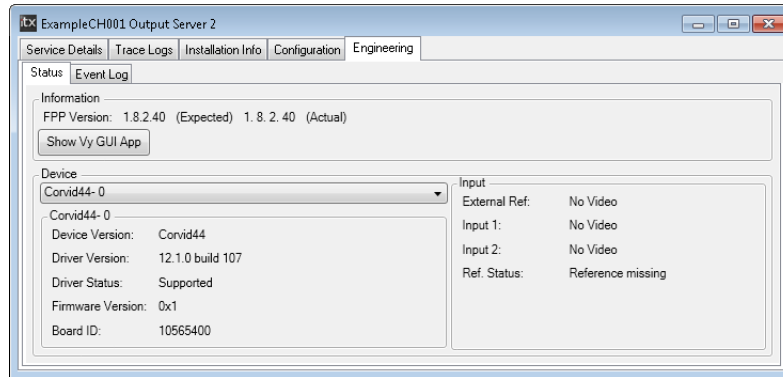 itx ExampleCH001 Output Server 2
Service Details Trace Logs Installation Info Configuration Engineering
Status Event Log
Information
FPP Version: 1.8.2.40 (Expected) 1. 8. 2. 40 (Actual)
Show Vy GUI App
Device
Corvid44- 0
Corvid44- 0
Device Version: Corvid44
Driver Version: 12.1.0 build 107
Driver Status: Supported
Firmware Version: 0x1
Board ID: 10565400
Input
External Ref: No Video
Input 1: No Video
Input 2: No Video
Ref. Status: Reference missing